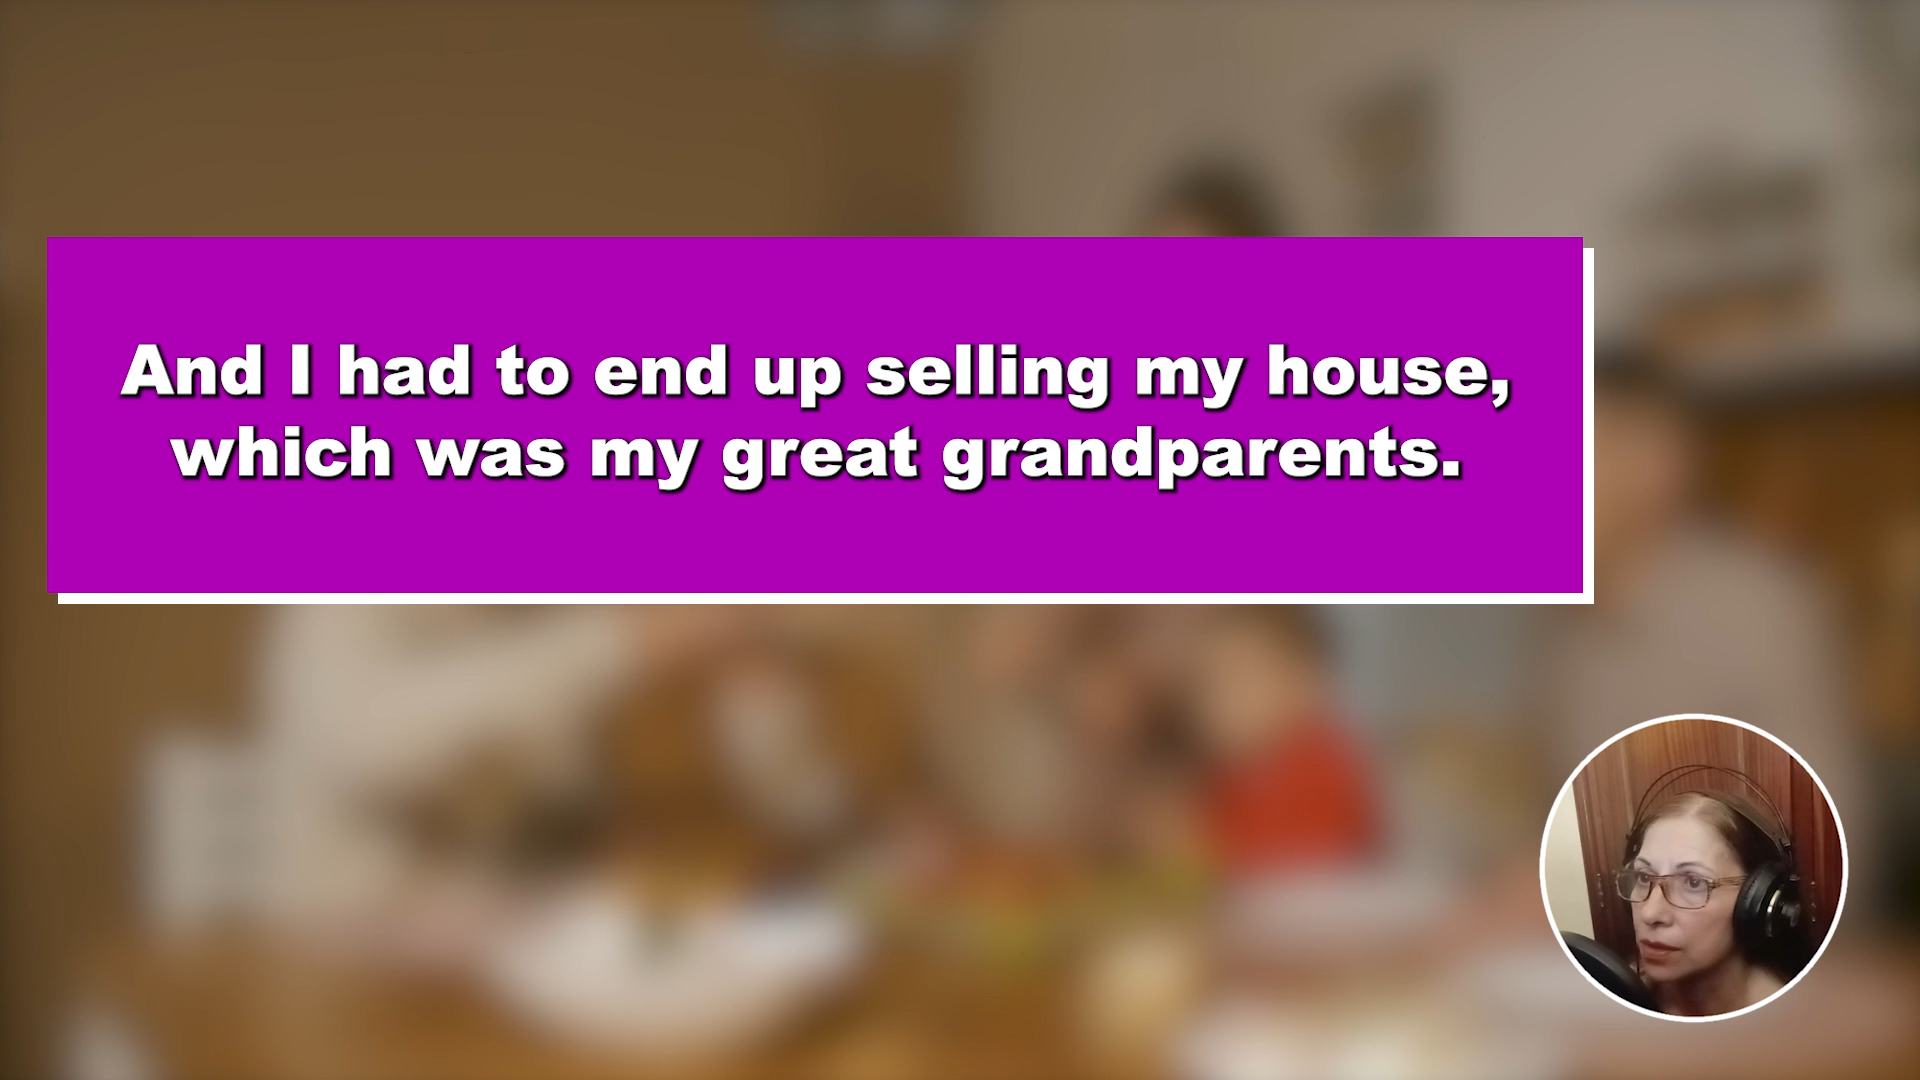 And I had to end up selling my house,
which was my great grandparents.